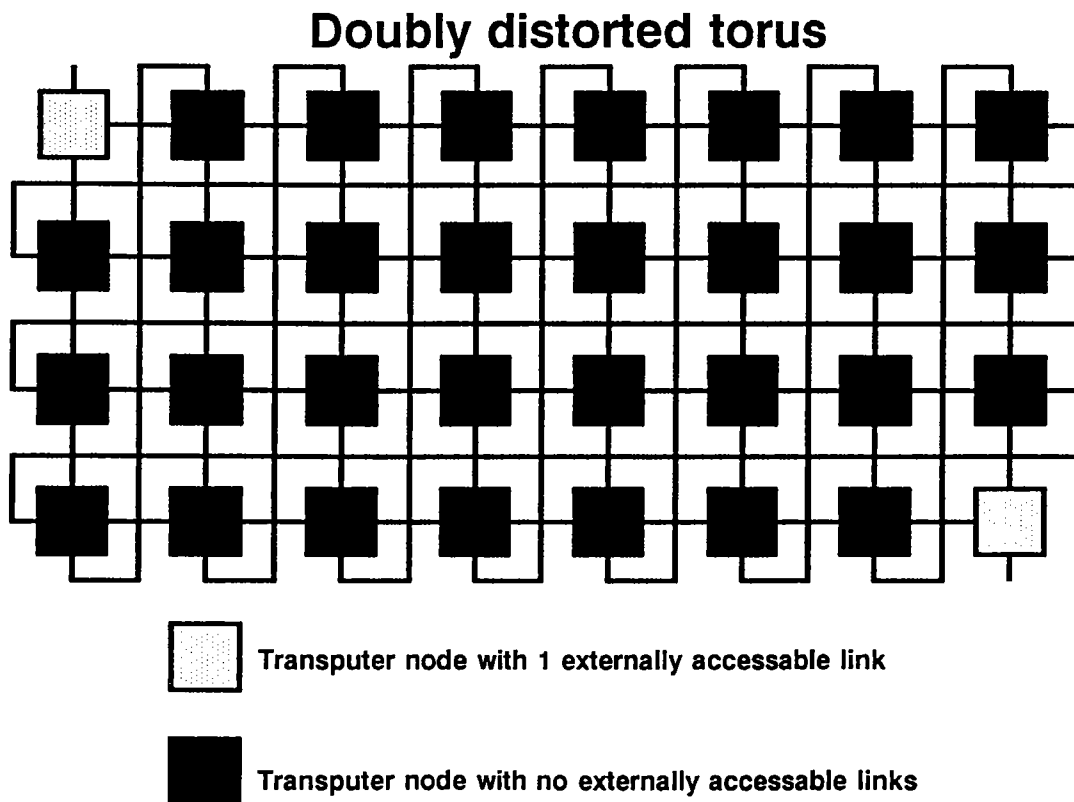 Doubly distorted torus
Transputer node with 1 externally accessable link
Transputer node with no externally accessable links